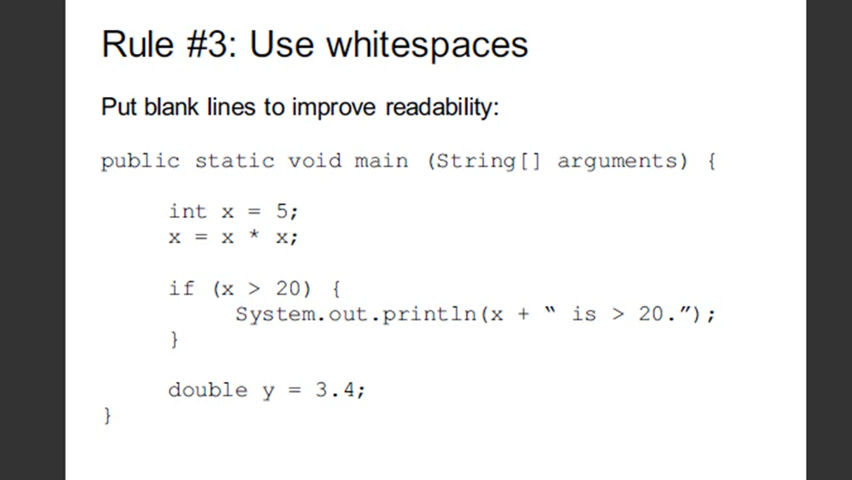 Rule #3: Use whitespaces
Put blank lines to improve readability:
public static void main (String[] arguments) {
int x = 5;
x = x * x;
if (x > 20) {
System.out.println(x + “ is > 20.”);
}
double y = 3.4;
}